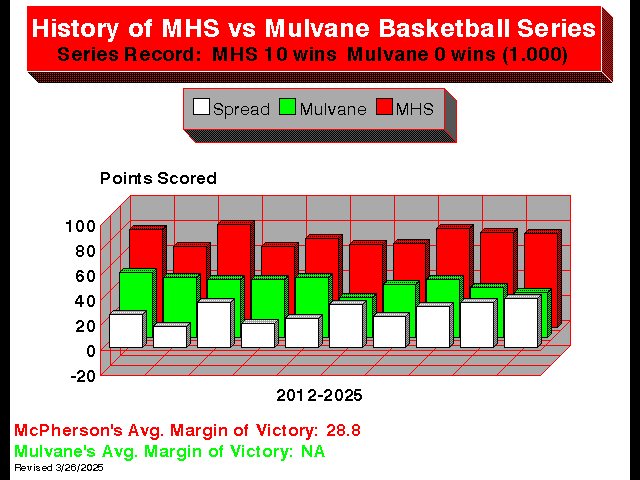 History of MHS vs Mulvane Basketball Series
Series Record:  MHS 10 wins  Mulvane 0 wins (1.000)
Spread Mulvane MHS
Points Scored
100
80
60
40
20
0
-20
2012-2025
McPherson's Avg. Margin of Victory: 28.8
Mulvane's Avg. Margin of Victory: NA
Revised 3/26/2025